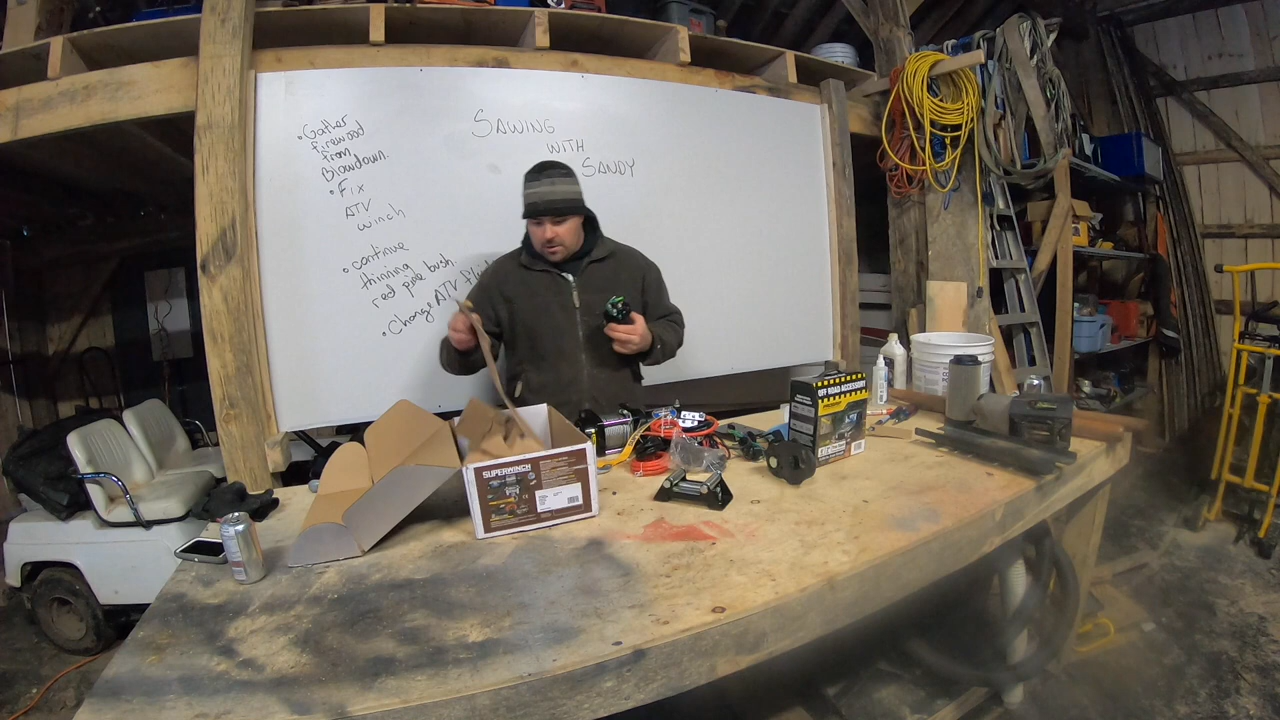 • Gather
firewood
from
Blowdown.
• Fix
ATV
winch
• continue
thinning
red pine bush.
• Change ATV
SAWING
WITH
SANDY
SUPERWINCH
OFF ROAD ACCESSORY